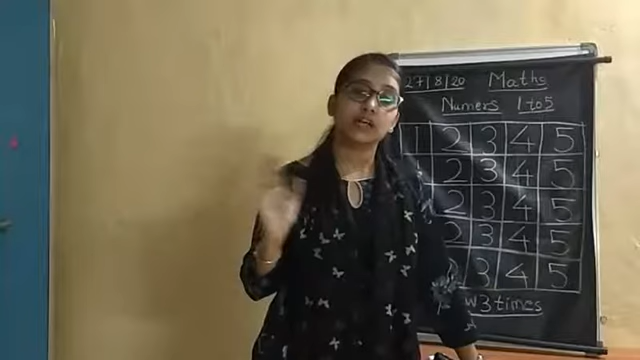 27/8/20 Maths
Numers 1 to 5
1 2 3 4 5
2 3 4 5
2 3 4 5
2 3 4 5
3 4 5
3 times